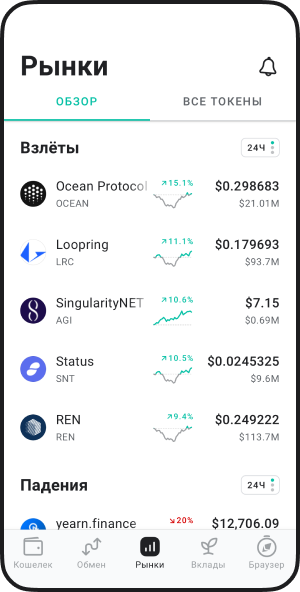 Рынки
ОБЗОР ВСЕ ТОКЕНЫ
Взлёты 24Ч
Ocean Protocol 15.1% $0.298683
OCEAN $21.01M
Loopring 11.1% $0.179693
LRC $93.7M
SingularityNET 10.6% $7.15
AGI $0.69M
Status 10.5% $0.0245325
SNT $9.6M
REN 9.4% $0.249222
REN $113.7M
Падения 24Ч
yearn.finance 20% $12,706.09
Кошелек Обмен Рынки Вклады Браузер